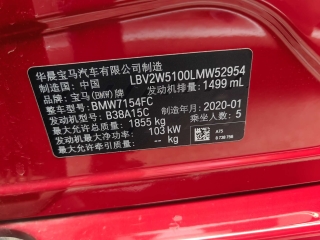 华晨宝马汽车有限公司制造
制造国：中国 LBV2W5100LMW52954
品牌：宝马(BMW)牌 发动机排量：1499 mL
整车型号：BMW7154FC
发动机型号：B38A15C 制造年月：2020-01
最大允许总质量：1855 kg 乘坐人数：5
发动机最大净功率：103 kW
最大允许牵引质量：-- kg A75